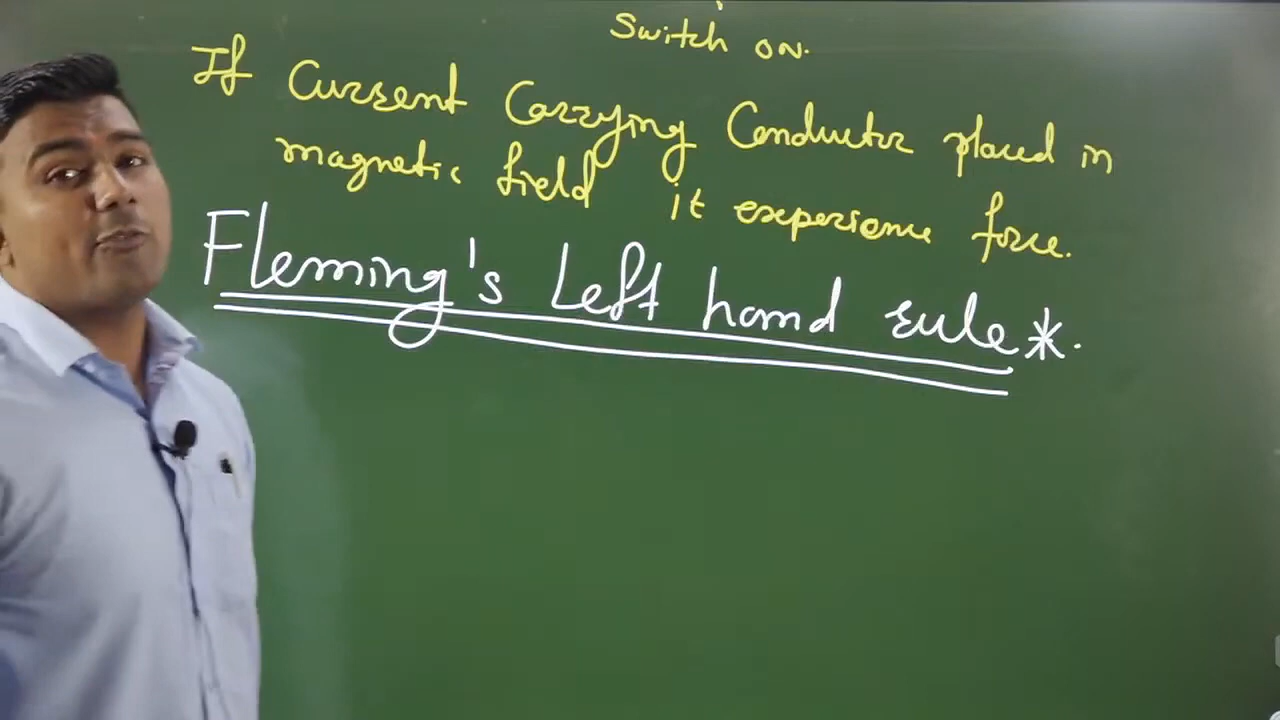 Switch on.
If Current Carrying Conductor placed in
magnetic field it experience force.
Fleming's Left hand rule*.